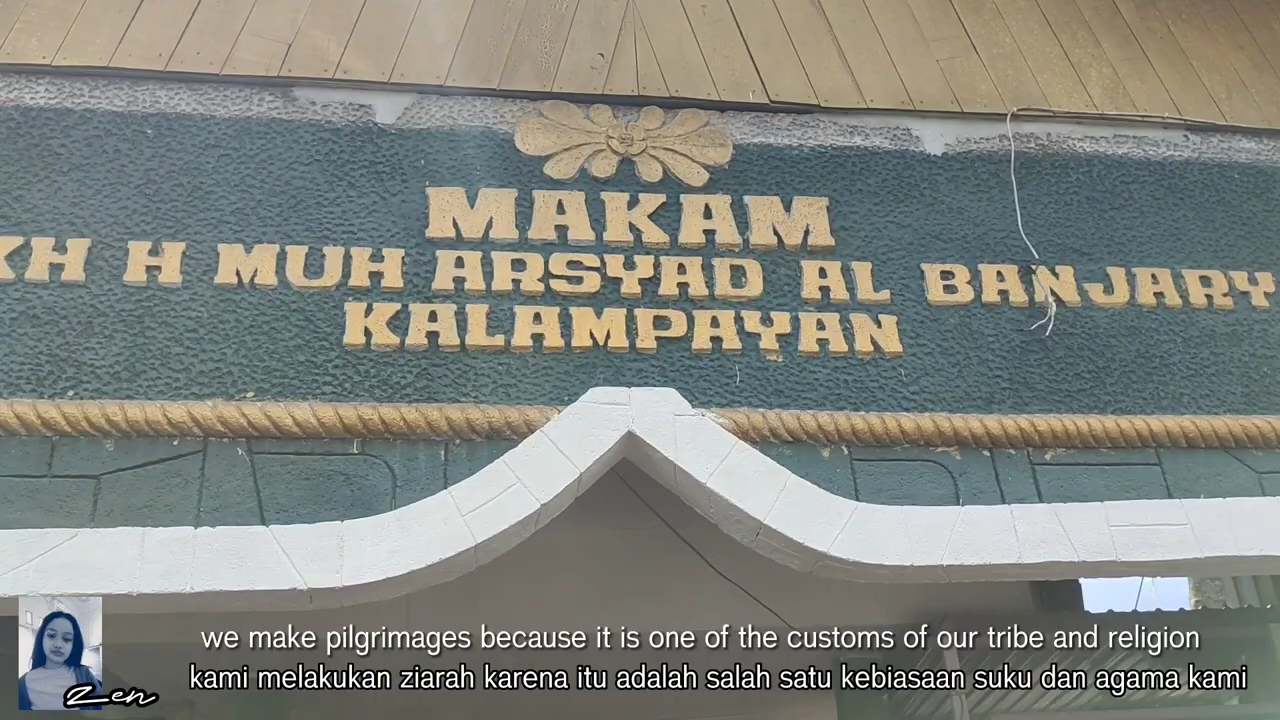 MAKAM
KH H MUH ARSYAD AL BANJARY
KALAMPAYAN
we make pilgrimages because it is one of the customs of our tribe and religion
kami melakukan ziarah karena itu adalah salah satu kebiasaan suku dan agama kami
Zen